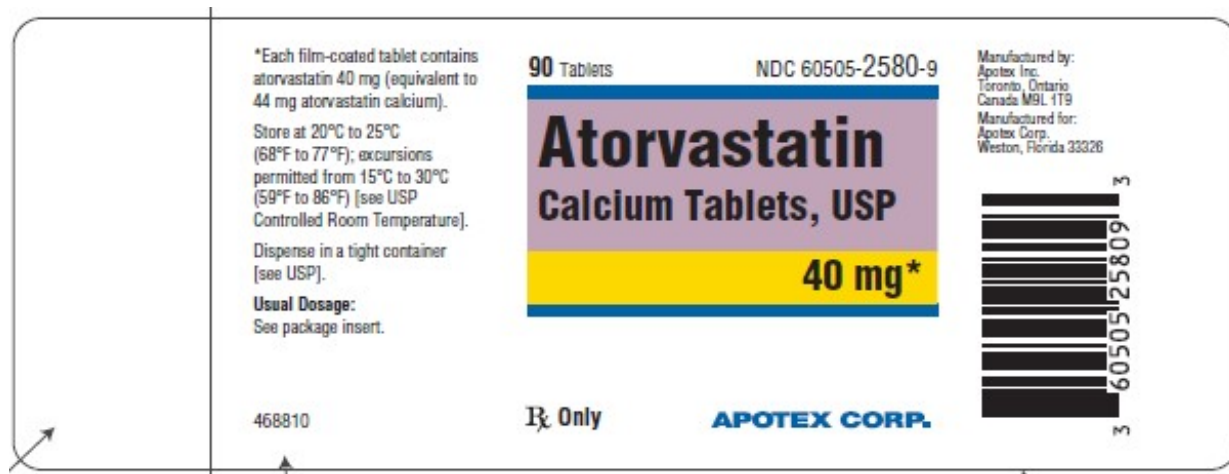 *Each film-coated tablet contains
atorvastatin 40 mg (equivalent to
44 mg atorvastatin calcium).
Store at 20°C to 25°C
(68°F to 77°F); excursions
permitted from 15°C to 30°C
(59°F to 86°F) [see USP
Controlled Room Temperature].
Dispense in a tight container
[see USP].
Usual Dosage:
See package insert.
468810
90 Tablets
NDC 60505-2580-9
Atorvastatin
Calcium Tablets, USP
40 mg*
℞ Only
APOTEX CORP.
Manufactured by:
Apotex Inc.
Toronto, Ontario
Canada M9L 1T9
Manufactured for:
Apotex Corp.
Weston, Florida 33326
3 60505 25809 3